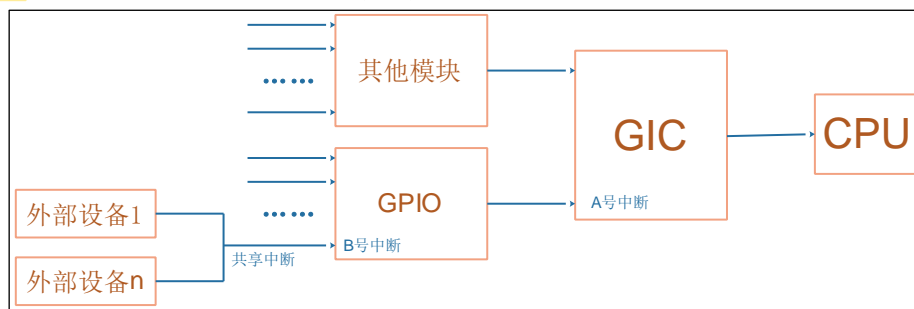 其他模块
……
GIC
CPU
A号中断
GPIO
……
B号中断
外部设备1
共享中断
外部设备n